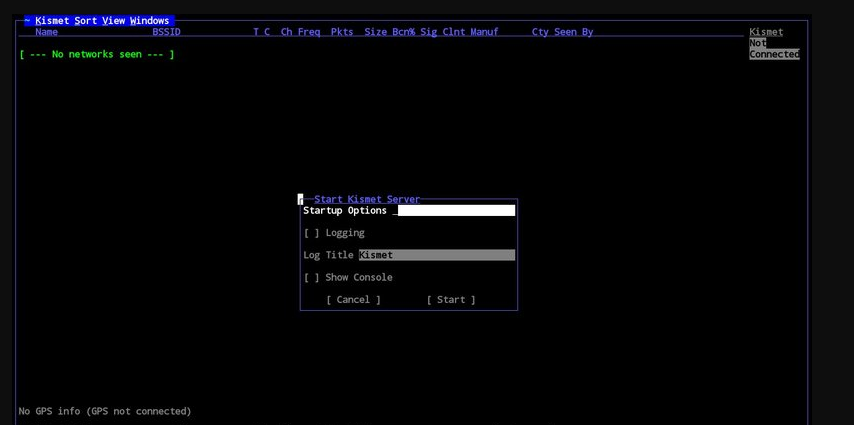 ~ Kismet Sort View Windows
Name BSSID T C Ch Freq Pkts Size Bcn% Sig Clnt Manuf Cty Seen By
Kismet
Not
Connected
[ --- No networks seen --- ]
Start Kismet Server
Startup Options _
[ ] Logging
Log Title Kismet
[ ] Show Console
[ Cancel ] [ Start ]
No GPS info (GPS not connected)